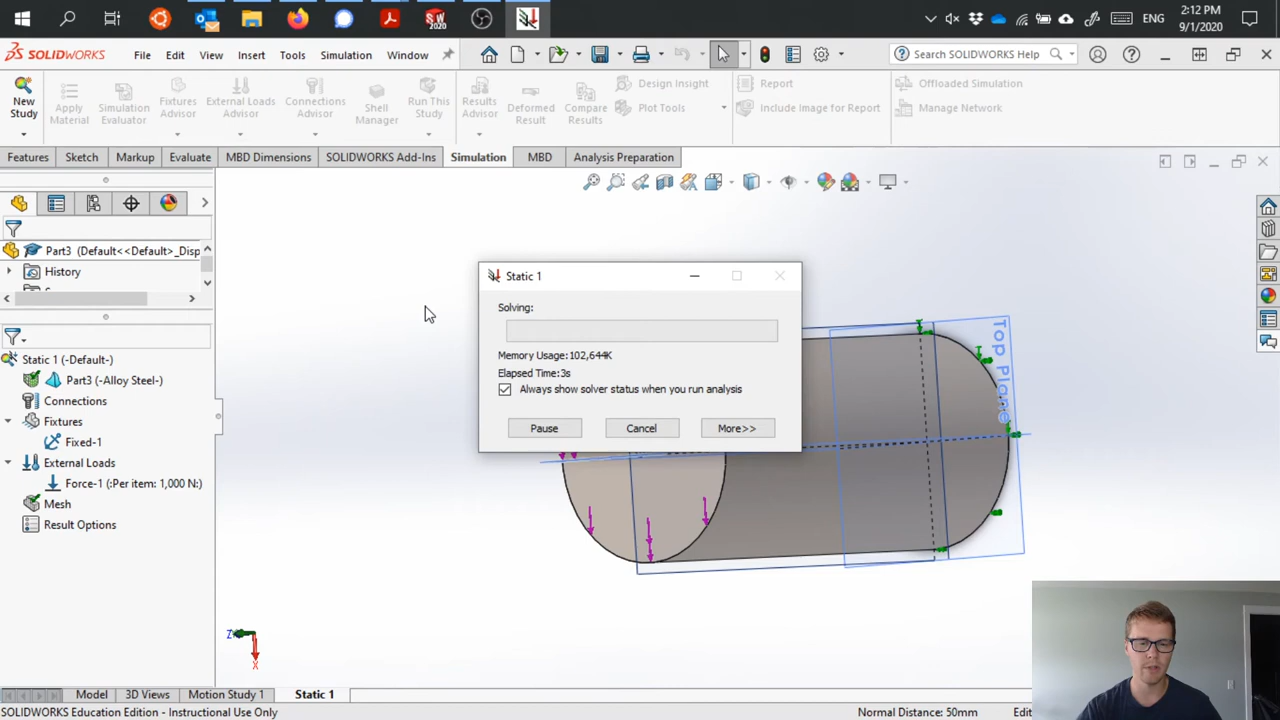 SW 2020
ENG
2:12 PM
9/1/2020
SOLIDWORKS
File Edit View Insert Tools Simulation Window
Search SOLIDWORKS Help
New Study
Apply Material
Simulation Evaluator
Fixtures Advisor
External Loads Advisor
Connections Advisor
Shell Manager
Run This Study
Results Advisor
Deformed Result
Compare Results
Design Insight
Plot Tools
Report
Include Image for Report
Offloaded Simulation
Manage Network
Features Sketch Markup Evaluate MBD Dimensions SOLIDWORKS Add-Ins Simulation MBD Analysis Preparation
Part3 (Default<<Default>_Disp
History
Static 1 (-Default-)
Part3 (-Alloy Steel-)
Connections
Fixtures
Fixed-1
External Loads
Force-1 (:Per item: 1,000 N:)
Mesh
Result Options
Static 1
Solving:
Memory Usage:102,644K
Elapsed Time:3s
Always show solver status when you run analysis
Pause Cancel More>>
Top Plane
Z
X
Model 3D Views Motion Study 1 Static 1
SOLIDWORKS Education Edition - Instructional Use Only
Normal Distance: 50mm